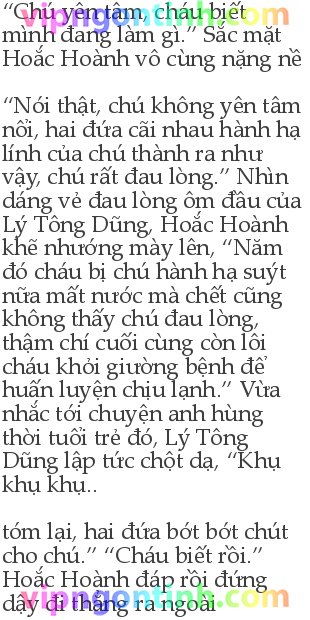 “Chú yên tâm, cháu biết
mình đang làm gì.” Sắc mặt
Hoắc Hoành vô cùng nặng nề
“Nói thật, chú không yên tâm
nổi, hai đứa cãi nhau hành hạ
lính của chú thành ra như
vậy, chú rất đau lòng.” Nhìn
dáng vẻ đau lòng ôm đầu của
Lý Tông Dũng, Hoắc Hoành
khẽ nhướng mày lên, “Năm
đó cháu bị chú hành hạ suýt
nữa mất nước mà chết cũng
không thấy chú đau lòng,
thậm chí cuối cùng còn lôi
cháu khỏi giường bệnh để
huấn luyện chịu lạnh.” Vừa
nhắc tới chuyện anh hùng
thời tuổi trẻ đó, Lý Tông
Dũng lập tức chột dạ, “Khụ
khụ khụ..
tóm lại, hai đứa bớt bớt chút
cho chú.” “Cháu biết rồi.”
Hoắc Hoành đáp rồi đứng
dậy đi thẳng ra ngoài
vipngontinh.com
vipngontinh.com